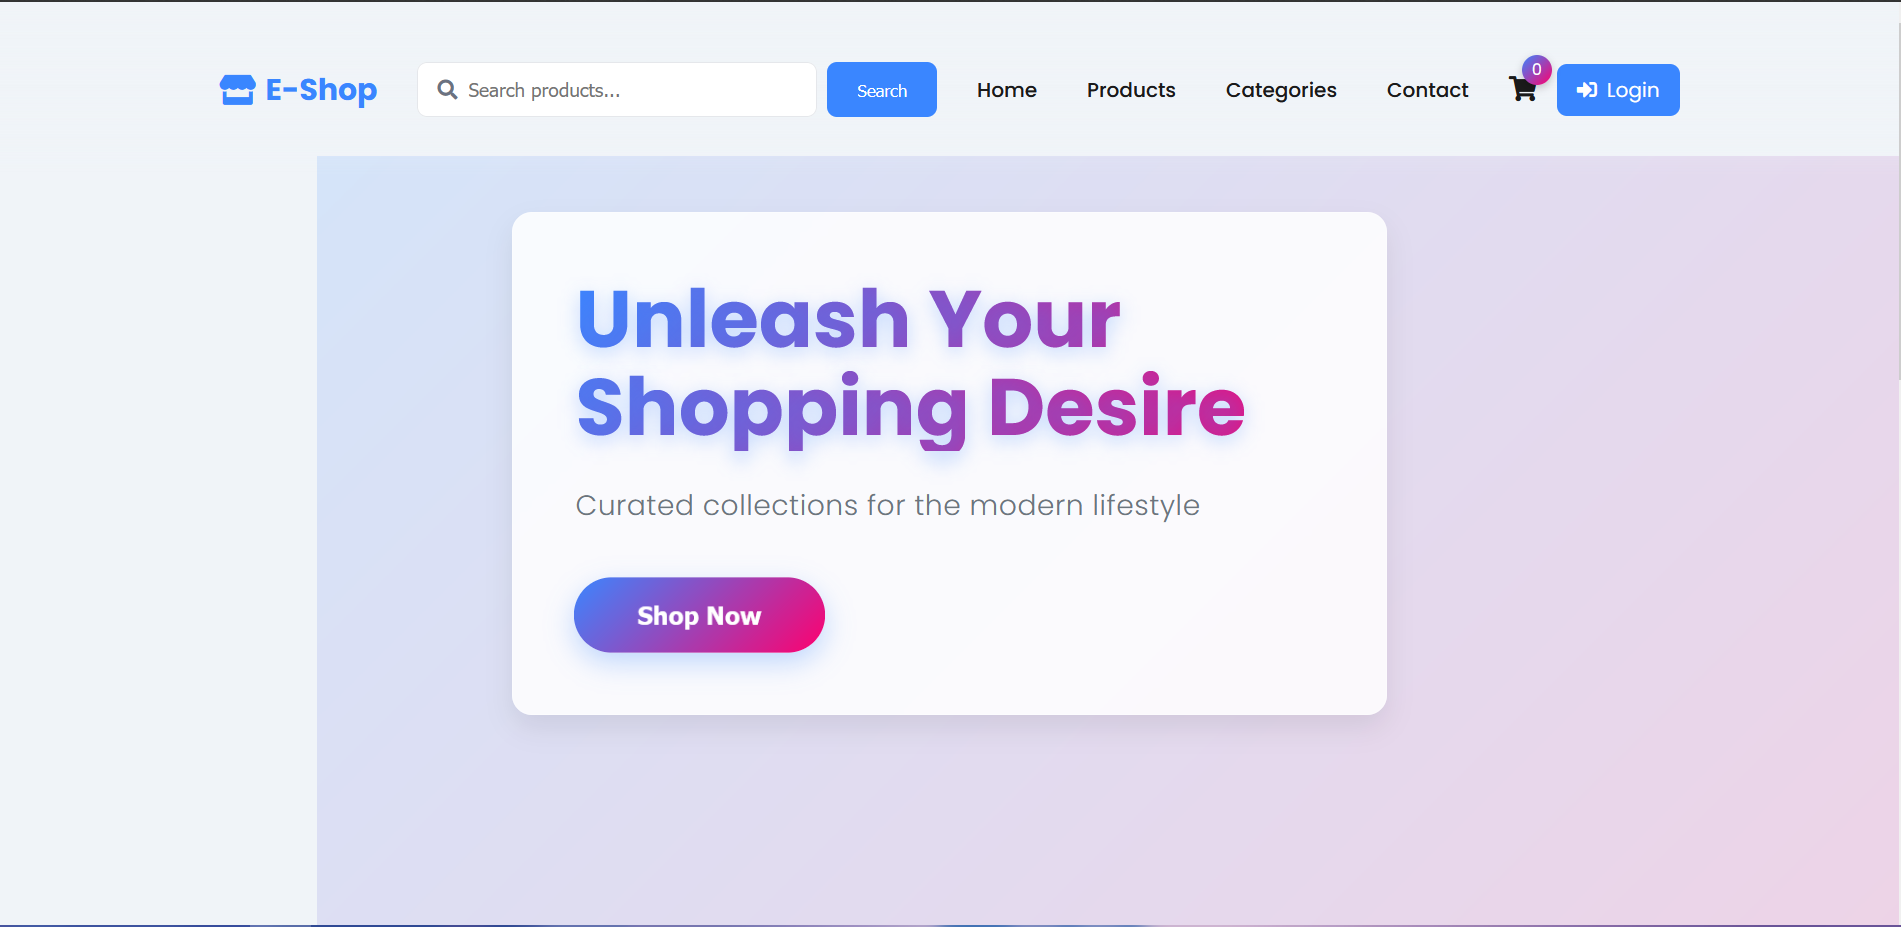 E-Shop
Search products...
Search
Home
Products
Categories
Contact
0
Login
Unleash Your
Shopping Desire
Curated collections for the modern lifestyle
Shop Now